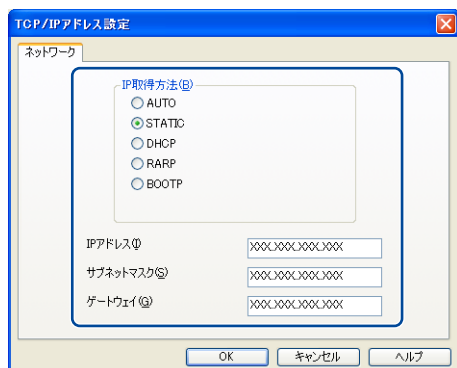 TCP/IPアドレス設定
ネットワーク
IP取得方法(B)
AUTO
STATIC
DHCP
RARP
BOOTP
IPアドレス(I)
XXX.XXX.XXX.XXX
サブネットマスク(S)
XXX.XXX.XXX.XXX
ゲートウェイ(G)
XXX.XXX.XXX.XXX
OK
キャンセル
ヘルプ